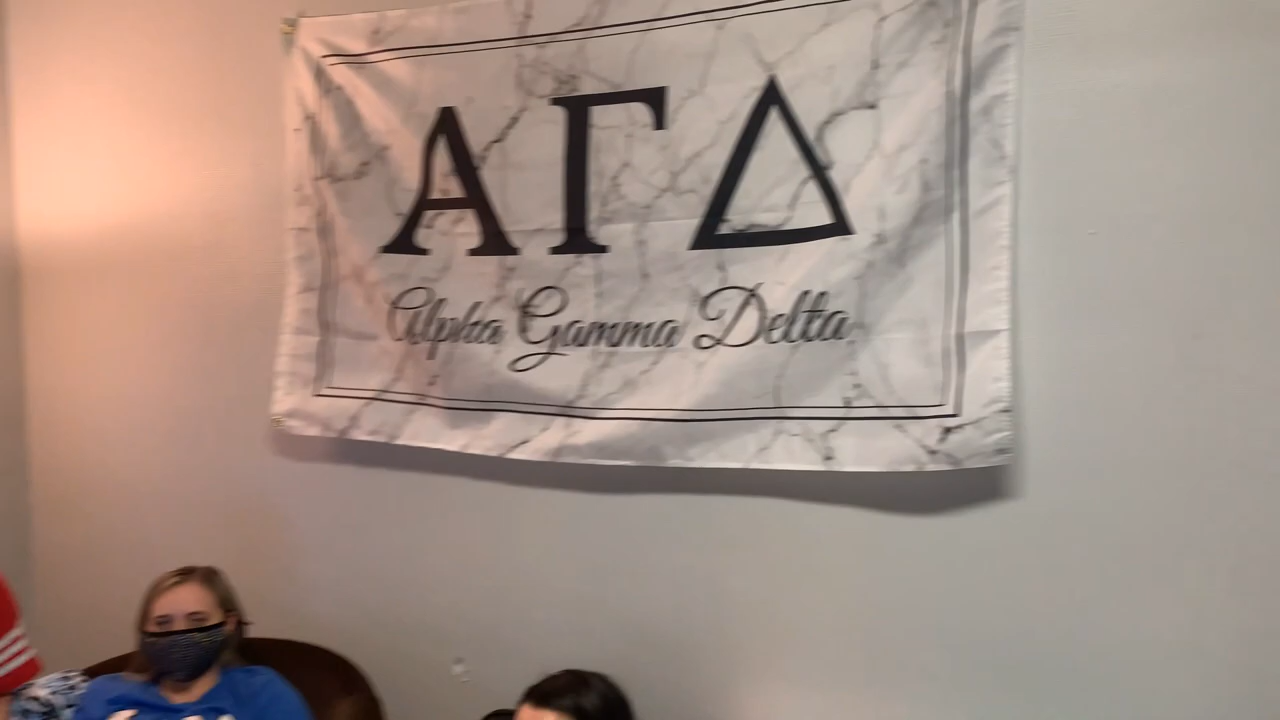 ΑΓΔ
Alpha Gamma Delta